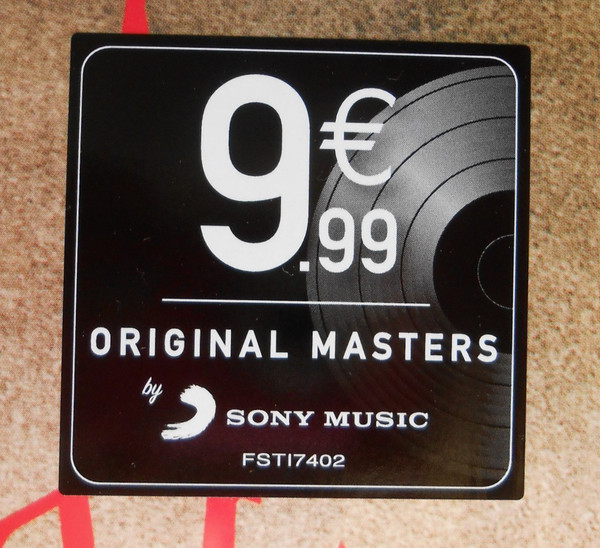 9€.99
ORIGINAL MASTERS
by SONY MUSIC
FSTI7402